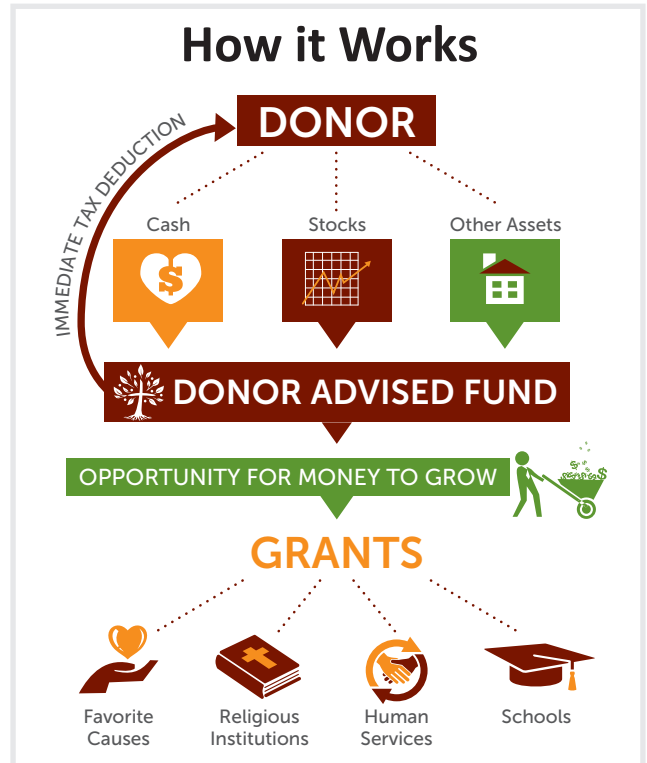 How it Works
DONOR
IMMEDIATE TAX DEDUCTION
Cash
Stocks
Other Assets
$
DONOR ADVISED FUND
OPPORTUNITY FOR MONEY TO GROW
GRANTS
Favorite
Causes
Religious
Institutions
Human
Services
Schools